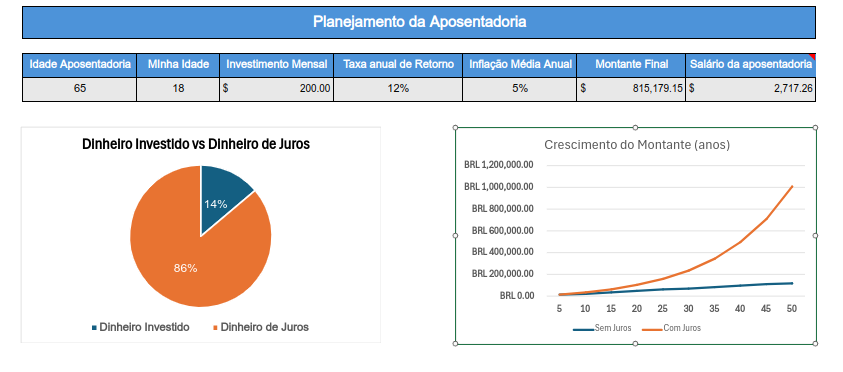 Planejamento da Aposentadoria
Idade Aposentadoria Minha Idade Investimento Mensal Taxa anual de Retorno Inflação Média Anual Montante Final Salário da aposentadoria
65 18 $ 200.00 12% 5% $ 815,179.15 $ 2,717.26
Dinheiro Investido vs Dinheiro de Juros
14%
86%
Dinheiro Investido Dinheiro de Juros
Crescimento do Montante (anos)
BRL 1,200,000.00
BRL 1,000,000.00
BRL 800,000.00
BRL 600,000.00
BRL 400,000.00
BRL 200,000.00
BRL 0.00
5 10 15 20 25 30 35 40 45 50
Sem Juros Com Juros